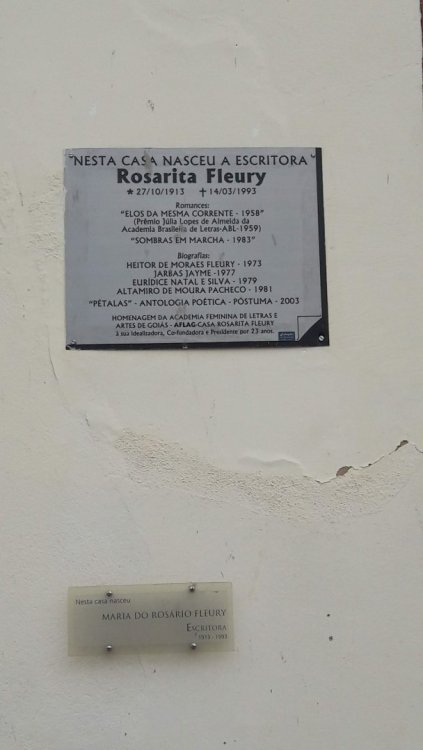 "NESTA CASA NASCEU A ESCRITORA"
Rosarita Fleury
* 27/10/1913 ✝ 14/03/1993
Romances:
"ELOS DA MESMA CORRENTE - 1958"
(Prêmio Júlia Lopes de Almeida da
Academia Brasileira de Letras-ABL-1959)
"SOMBRAS EM MARCHA - 1983"
Biografias:
HEITOR DE MORAES FLEURY - 1973
JARBAS JAYME -1977
EURÍDICE NATAL E SILVA - 1979
ALTAMIRO DE MOURA PACHECO - 1981
"PÉTALAS" - ANTOLOGIA POÉTICA - PÓSTUMA - 2003
HOMENAGEM DA ACADEMIA FEMININA DE LETRAS E
ARTES DE GOIÁS - AFLAG-CASA ROSARITA FLEURY
à sua idealizadora, Co-fundadora e Presidente por 23 anos.
Nesta casa nasceu
MARIA DO ROSÁRIO FLEURY
ESCRITORA
1913 - 1993